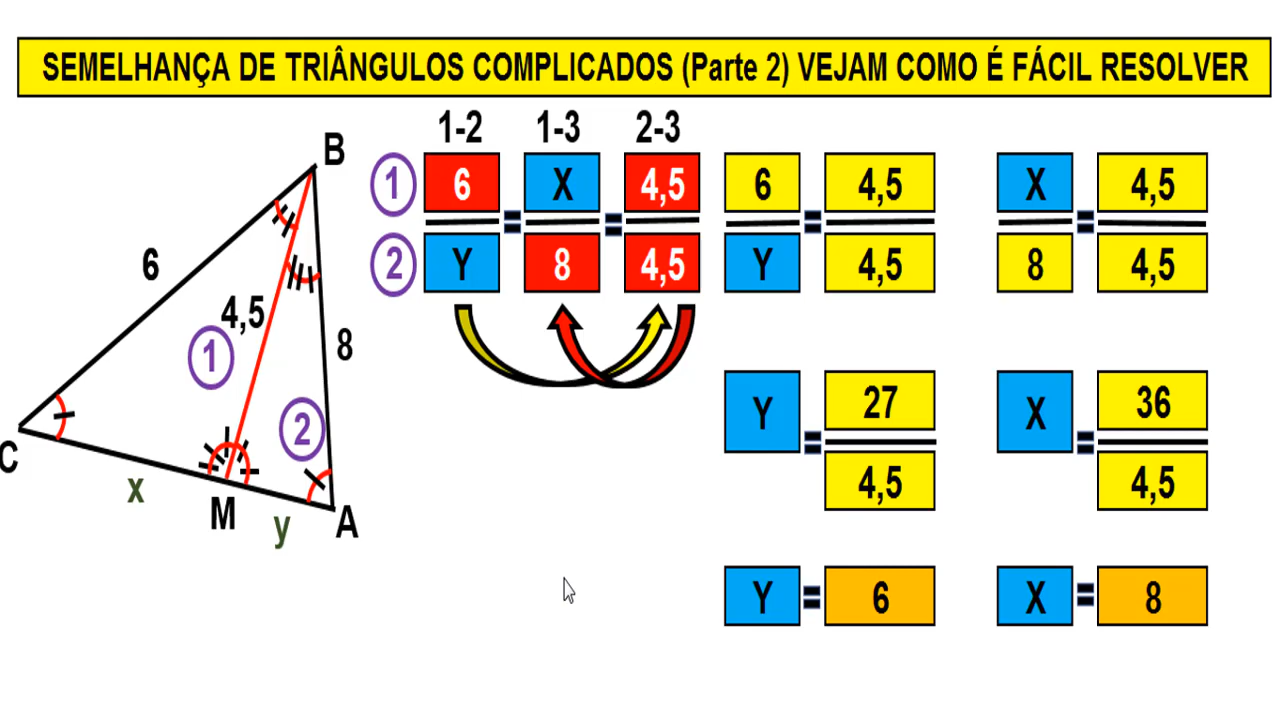 SEMELHANÇA DE TRIÂNGULOS COMPLICADOS (Parte 2) VEJAM COMO É FÁCIL RESOLVER
1-2 1-3 2-3
B
1 6 = X = 4,5
2 Y 8 4,5
6 = 4,5
Y 4,5
X = 4,5
8 4,5
6
4,5
1
8
2
C
x
M
y
A
Y = 27
4,5
X = 36
4,5
Y = 6
X = 8